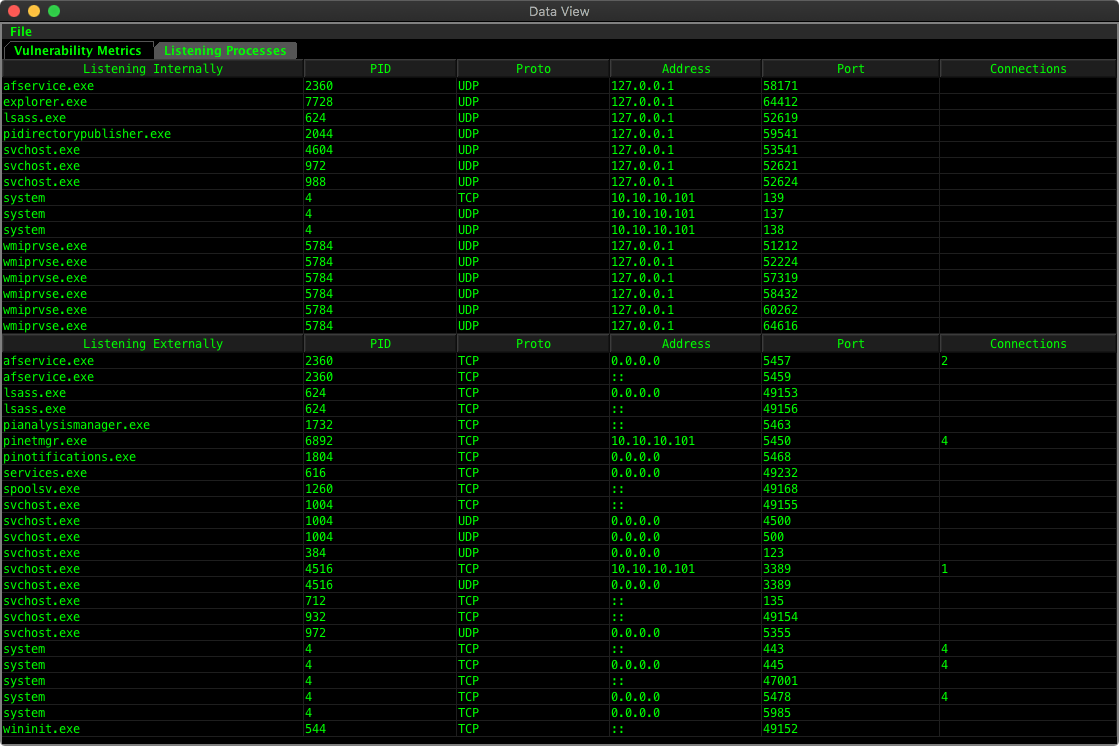 Data View
File
Vulnerability Metrics Listening Processes
Listening Internally PID Proto Address Port Connections
afservice.exe 2360 UDP 127.0.0.1 58171
explorer.exe 7728 UDP 127.0.0.1 64412
lsass.exe 624 UDP 127.0.0.1 52619
pidirectorypublisher.exe 2044 UDP 127.0.0.1 59541
svchost.exe 4604 UDP 127.0.0.1 53541
svchost.exe 972 UDP 127.0.0.1 52621
svchost.exe 988 UDP 127.0.0.1 52624
system 4 TCP 10.10.10.101 139
system 4 UDP 10.10.10.101 137
system 4 UDP 10.10.10.101 138
wmiprvse.exe 5784 UDP 127.0.0.1 51212
wmiprvse.exe 5784 UDP 127.0.0.1 52224
wmiprvse.exe 5784 UDP 127.0.0.1 57319
wmiprvse.exe 5784 UDP 127.0.0.1 58432
wmiprvse.exe 5784 UDP 127.0.0.1 60262
wmiprvse.exe 5784 UDP 127.0.0.1 64616
Listening Externally PID Proto Address Port Connections
afservice.exe 2360 TCP 0.0.0.0 5457 2
afservice.exe 2360 TCP :: 5459
lsass.exe 624 TCP 0.0.0.0 49153
lsass.exe 624 TCP :: 49156
pianalysismanager.exe 1732 TCP :: 5463
pinetmgr.exe 6892 TCP 10.10.10.101 5450 4
pinotifications.exe 1804 TCP 0.0.0.0 5468
services.exe 616 TCP 0.0.0.0 49232
spoolsv.exe 1260 TCP :: 49168
svchost.exe 1004 TCP :: 49155
svchost.exe 1004 UDP 0.0.0.0 4500
svchost.exe 1004 UDP 0.0.0.0 500
svchost.exe 384 UDP 0.0.0.0 123
svchost.exe 4516 TCP 10.10.10.101 3389 1
svchost.exe 4516 UDP 0.0.0.0 3389
svchost.exe 712 TCP :: 135
svchost.exe 932 TCP :: 49154
svchost.exe 972 UDP 0.0.0.0 5355
system 4 TCP :: 443 4
system 4 TCP 0.0.0.0 445 4
system 4 TCP :: 47001
system 4 TCP 0.0.0.0 5478 4
system 4 TCP 0.0.0.0 5985
wininit.exe 544 TCP :: 49152